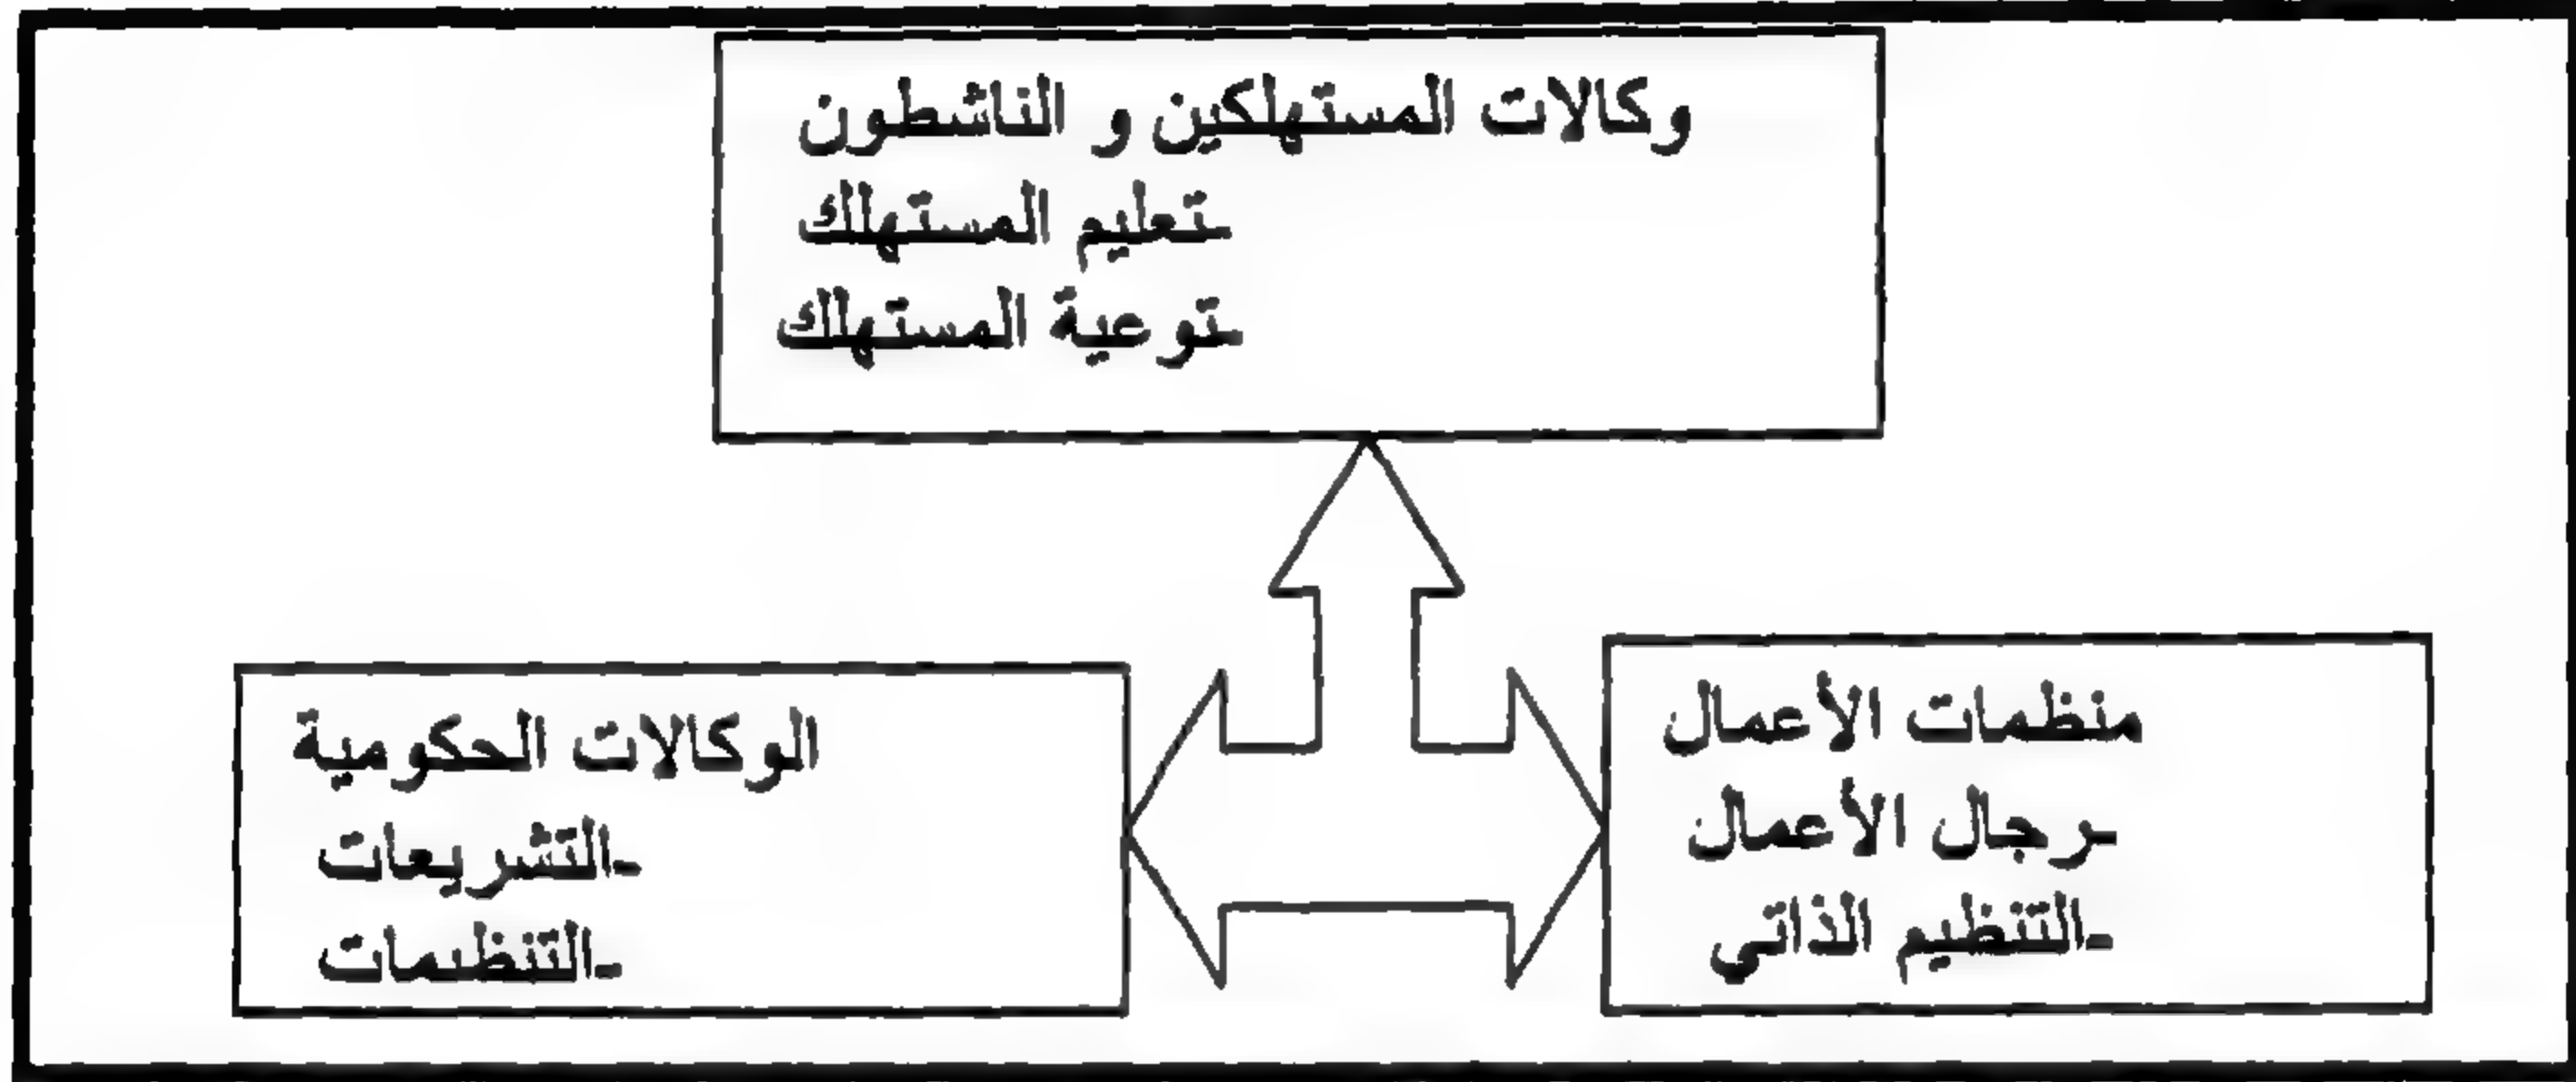 وكالات المستهلكين و الناشطون
-تعليم المستهلك
-توعية المستهلك
منظمات الأعمال
-رجال الأعمال
-التنظيم الذاتي
الوكالات الحكومية
-التشريعات
-التنظيمات